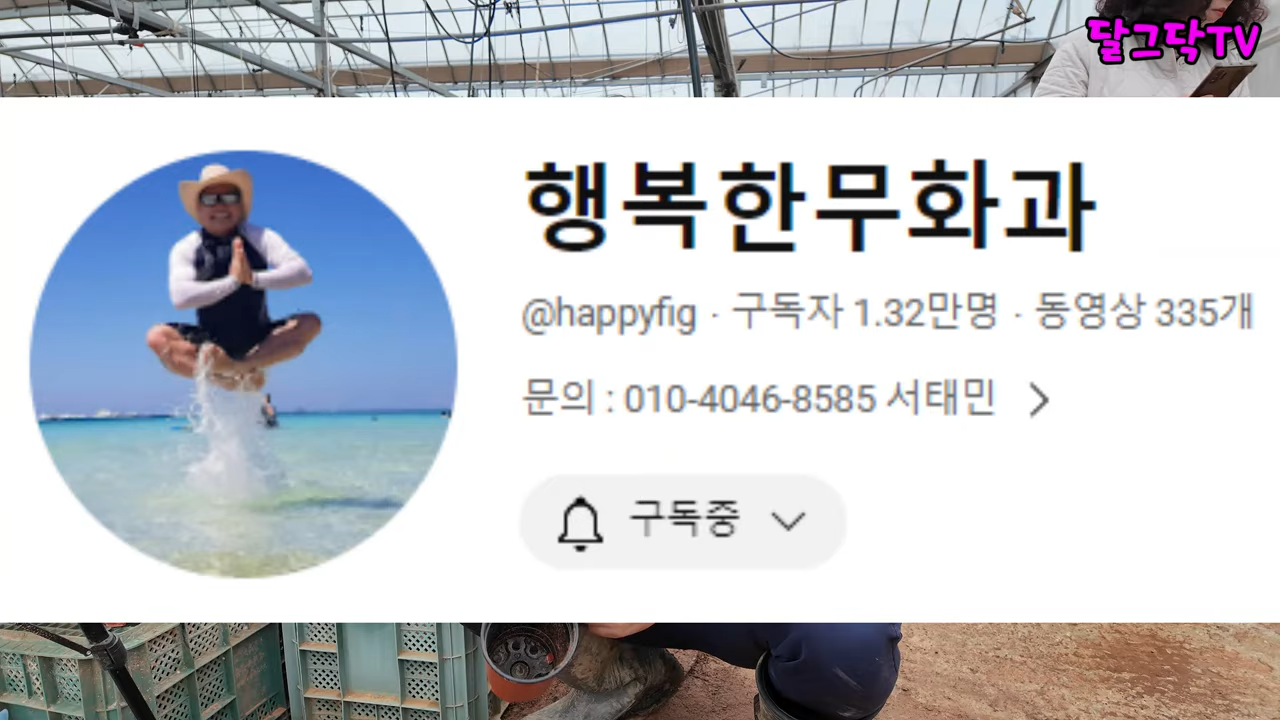 달그닥TV
행복한무화과
@happyfig · 구독자 1.32만명 · 동영상 335개
문의 : 010-4046-8585 서태민
구독중